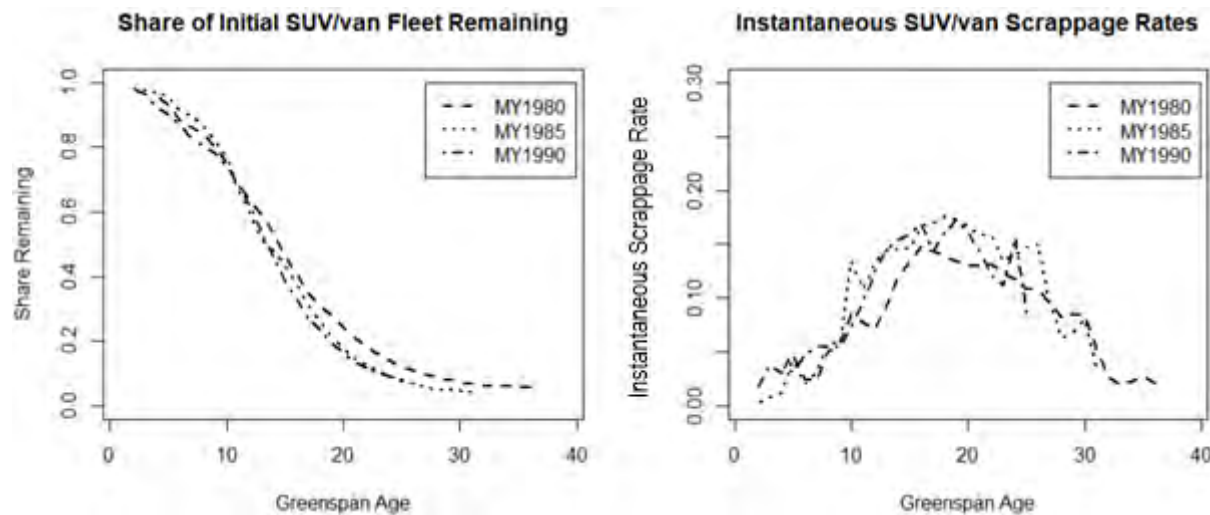 Share of Initial SUV/van Fleet Remaining
Share Remaining
1.0
0.8
0.6
0.4
0.2
0.0
MY1980
MY1985
MY1990
0 10 20 30 40
Greenspan Age
Instantaneous SUV/van Scrappage Rates
Instantaneous Scrappage Rate
0.30
0.20
0.10
0.00
MY1980
MY1985
MY1990
0 10 20 30 40
Greenspan Age